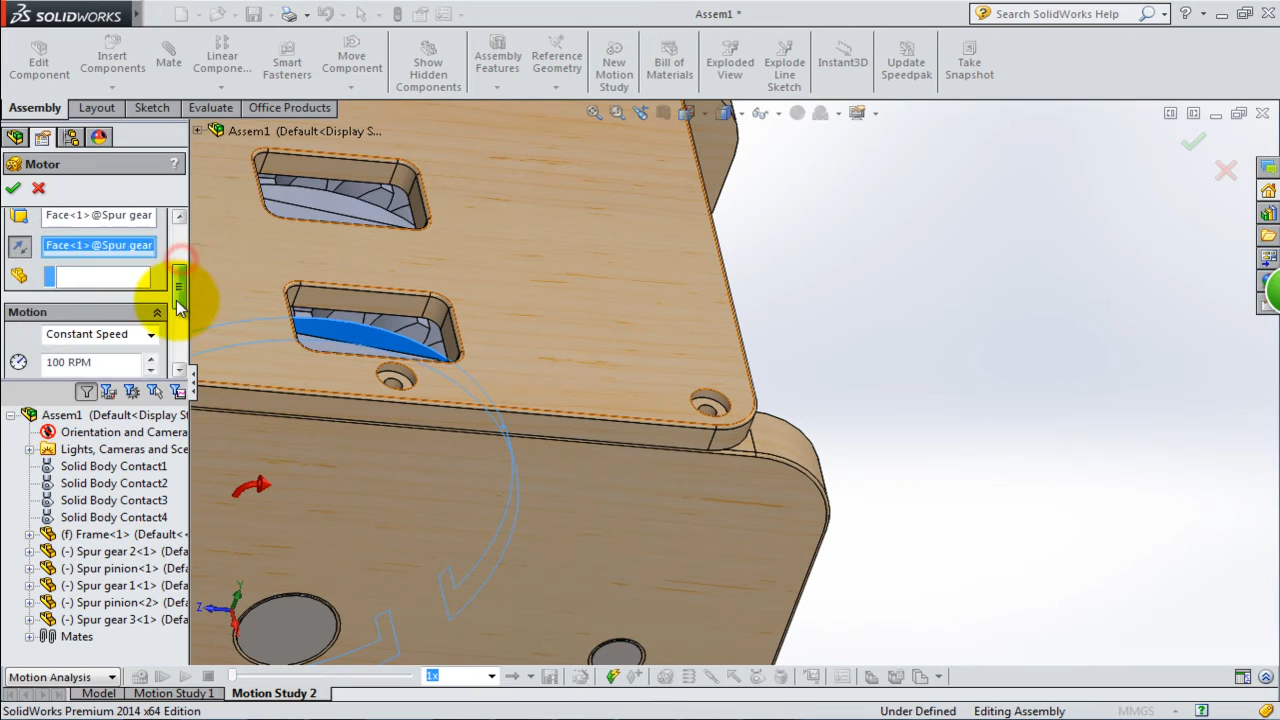 SOLIDWORKS
Assem1 *
Search SolidWorks Help
Edit Component
Insert Components
Mate
Linear Compone...
Smart Fasteners
Move Component
Show Hidden Components
Assembly Features
Reference Geometry
New Motion Study
Bill of Materials
Exploded View
Explode Line Sketch
Instant3D
Update Speedpak
Take Snapshot
Assembly
Layout
Sketch
Evaluate
Office Products
Assem1 (Default<Display S...
Motor
?
Face<1>@Spur gear
Face<1>@Spur gear
Motion
Constant Speed
100 RPM
Assem1 (Default<Display St
Orientation and Camera
Lights, Cameras and Sce
Solid Body Contact1
Solid Body Contact2
Solid Body Contact3
Solid Body Contact4
(f) Frame<1> (Default<<
(-) Spur gear 2<1> (Defa
(-) Spur pinion<1> (Defa
(-) Spur gear 1<1> (Defa
(-) Spur pinion<2> (Defa
(-) Spur gear 3<1> (Defa
Mates
Y
Z
Motion Analysis
1x
Model
Motion Study 1
Motion Study 2
SolidWorks Premium 2014 x64 Edition
Under Defined
Editing Assembly
MMGS